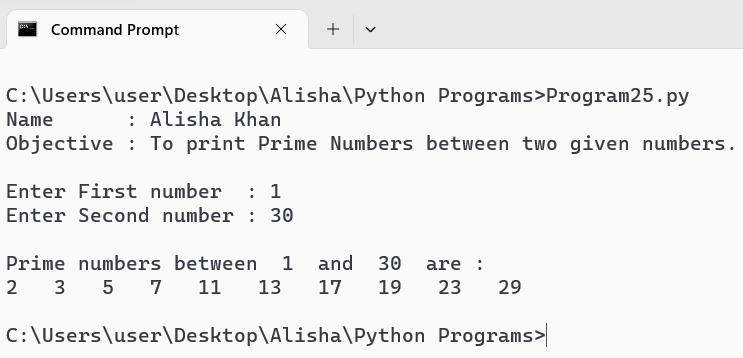 Command Prompt
C:\Users\user\Desktop\Alisha\Python Programs>Program25.py
Name      : Alisha Khan
Objective : To print Prime Numbers between two given numbers.
Enter First number  : 1
Enter Second number : 30
Prime numbers between  1  and  30  are :
2   3   5   7   11   13   17   19   23   29
C:\Users\user\Desktop\Alisha\Python Programs>